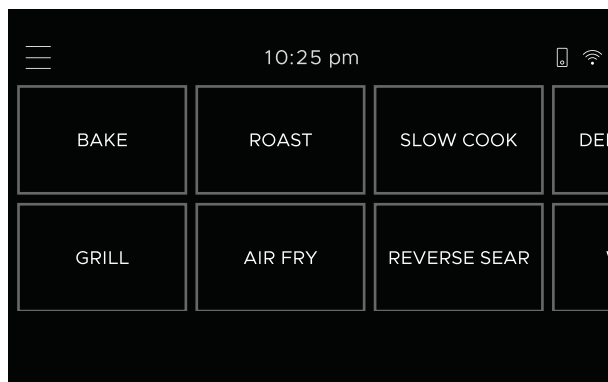 10:25 pm
BAKE
ROAST
SLOW COOK
GRILL
AIR FRY
REVERSE SEAR